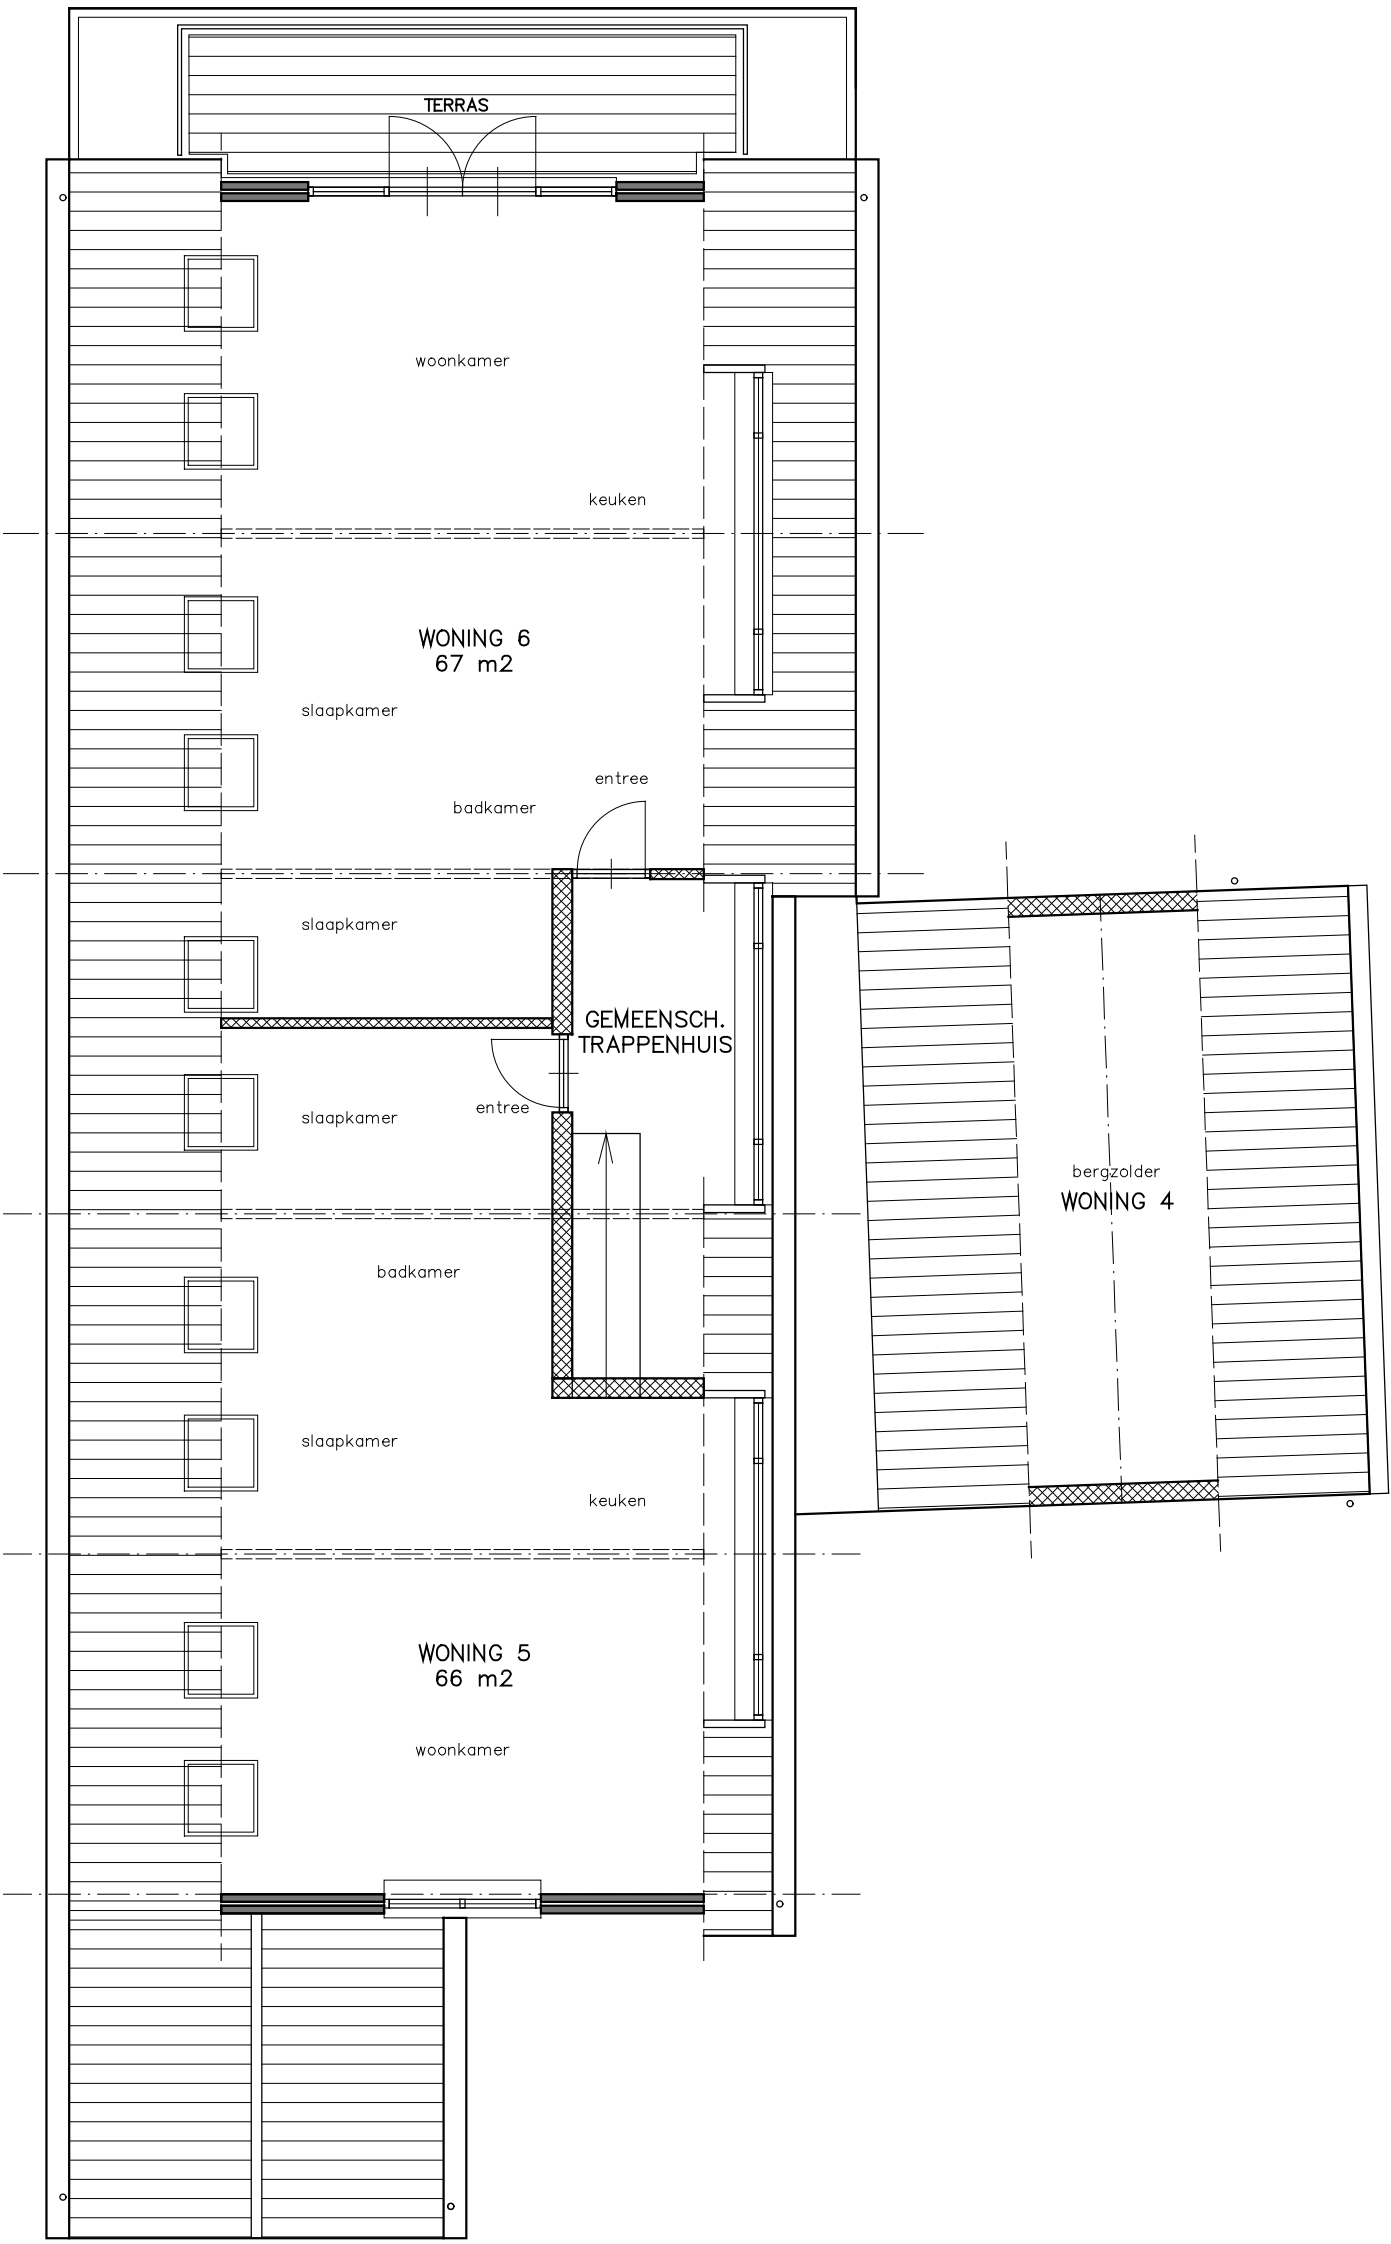 TERRAS
woonkamer
keuken
WONING 6
67 m2
slaapkamer
entree
badkamer
slaapkamer
GEMEENSCH.
TRAPPENHUIS
entree
slaapkamer
bergzolder
WONING 4
badkamer
slaapkamer
keuken
WONING 5
66 m2
woonkamer